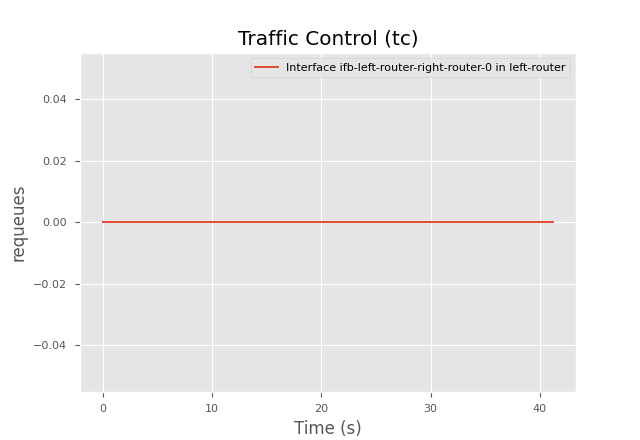 Traffic Control (tc)
Interface ifb-left-router-right-router-0 in left-router
requeues
0.04
0.02
0.00
−0.02
−0.04
0 10 20 30 40
Time (s)